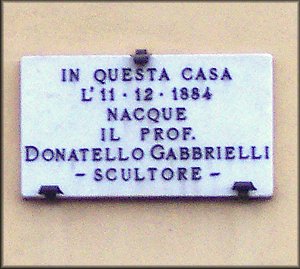 IN QUESTA CASA
L'11·12·1884
NACQUE
IL PROF.
DONATELLO GABBRIELLI
- SCULTORE -